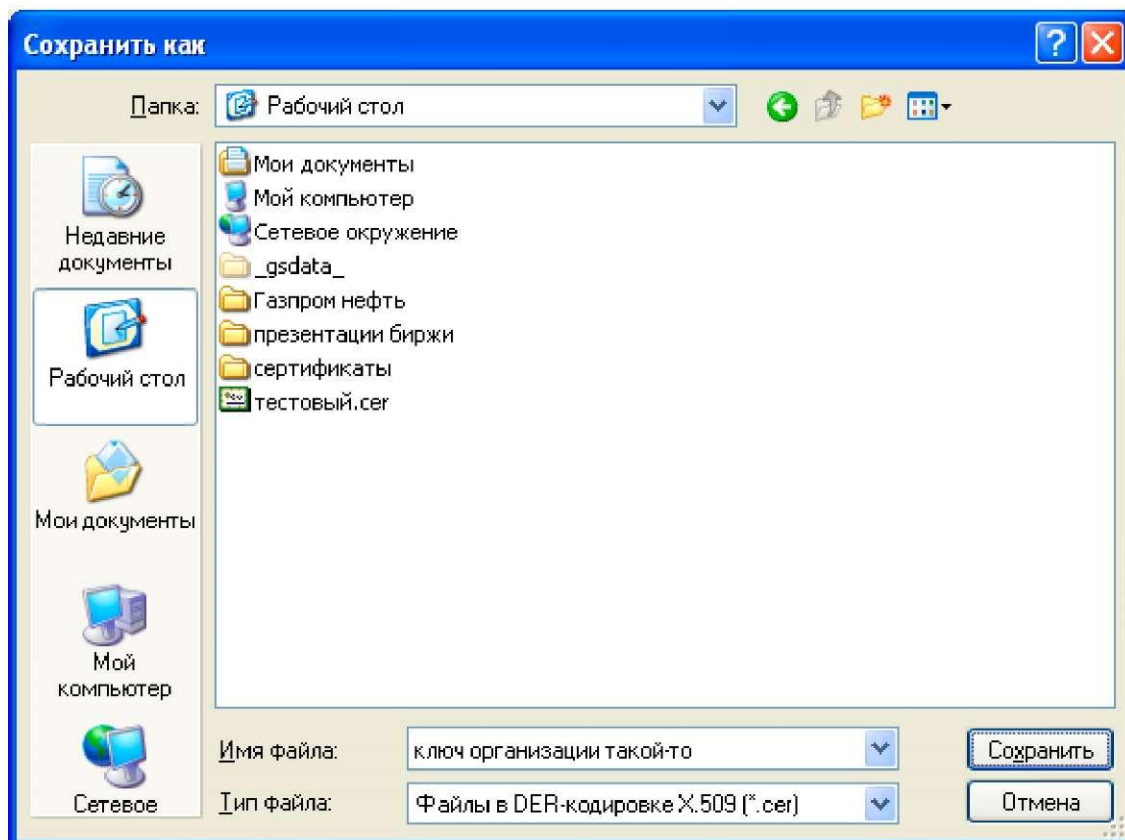 Сохранить как
Папка:
Рабочий стол
Недавние
документы
Рабочий стол
Мои документы
Мой
компьютер
Сетевое
Мои документы
Мой компьютер
Сетевое окружение
_gsdata_
Газпром нефть
презентации биржи
сертификаты
тестовый.cer
Имя файла:
ключ организации такой-то
Сохранить
Тип файла:
Файлы в DER-кодировке X.509 (*.cer)
Отмена